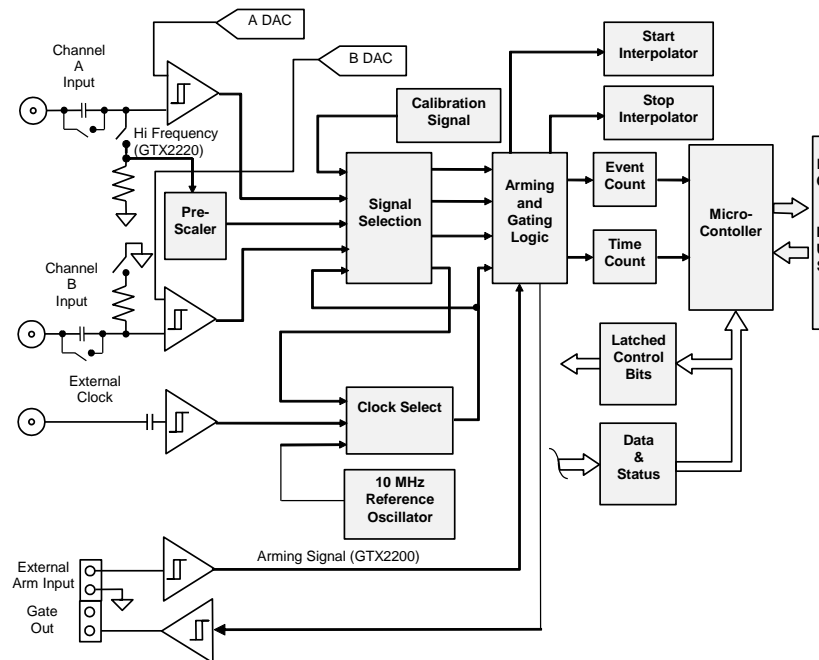 A DAC
B DAC
Channel
A
Input
Hi Frequency
(GTX2220)
Calibration
Signal
Start
Interpolator
Stop
Interpolator
Pre-
Scaler
Signal
Selection
Arming
and
Gating
Logic
Event
Count
Time
Count
Micro-
Contoller
Channel
B
Input
External
Clock
Clock Select
10 MHz
Reference
Oscillator
Latched
Control
Bits
Data
&
Status
External
Arm Input
Arming Signal (GTX2200)
Gate
Out